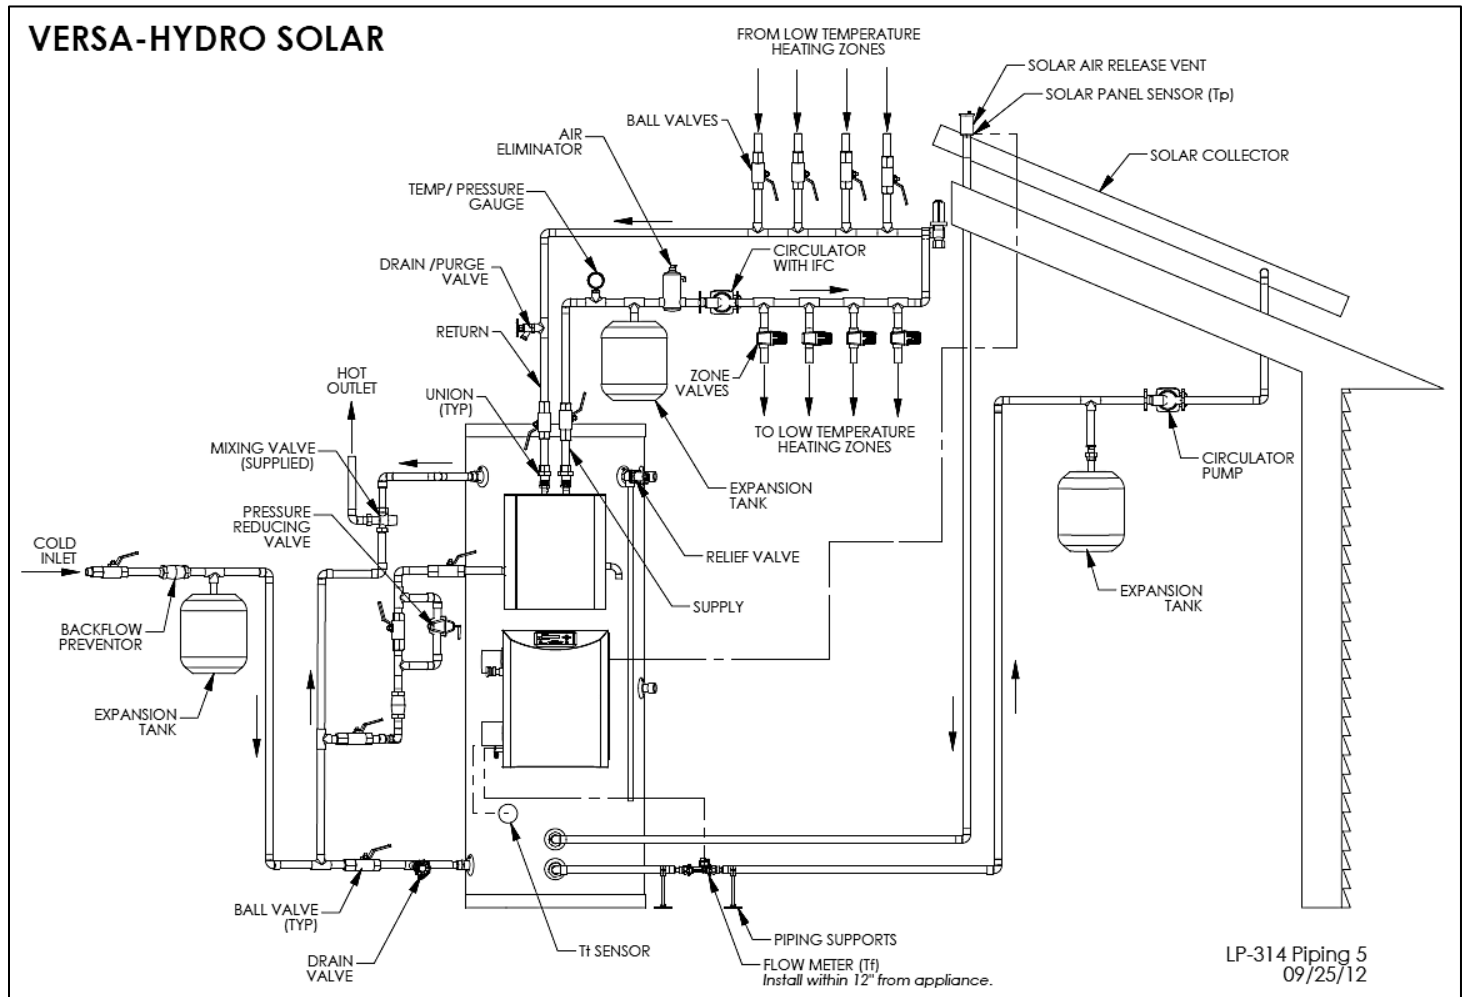 VERSA-HYDRO SOLAR
FROM LOW TEMPERATURE
HEATING ZONES
SOLAR AIR RELEASE VENT
SOLAR PANEL SENSOR (Tp)
BALL VALVES
AIR
ELIMINATOR
SOLAR COLLECTOR
TEMP/ PRESSURE
GAUGE
CIRCULATOR
WITH IFC
DRAIN /PURGE
VALVE
RETURN
HOT
OUTLET
ZONE
VALVES
UNION
(TYP)
TO LOW TEMPERATURE
HEATING ZONES
MIXING VALVE
(SUPPLIED)
CIRCULATOR
PUMP
EXPANSION
TANK
PRESSURE
REDUCING
VALVE
COLD
INLET
RELIEF VALVE
EXPANSION
TANK
SUPPLY
BACKFLOW
PREVENTOR
EXPANSION
TANK
BALL VALVE
(TYP)
Tt SENSOR
PIPING SUPPORTS
DRAIN
VALVE
FLOW METER (Tf)
Install within 12" from appliance.
LP-314 Piping 5
09/25/12